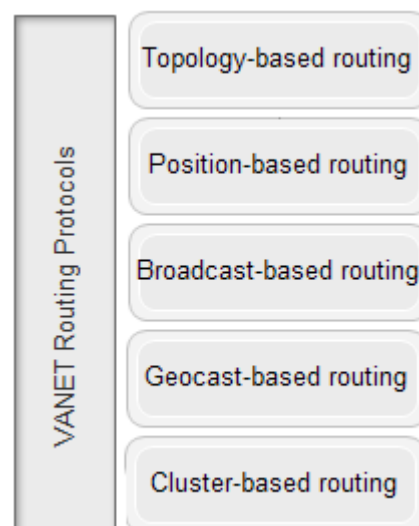 VANET Routing Protocols
Topology-based routing
Position-based routing
Broadcast-based routing
Geocast-based routing
Cluster-based routing